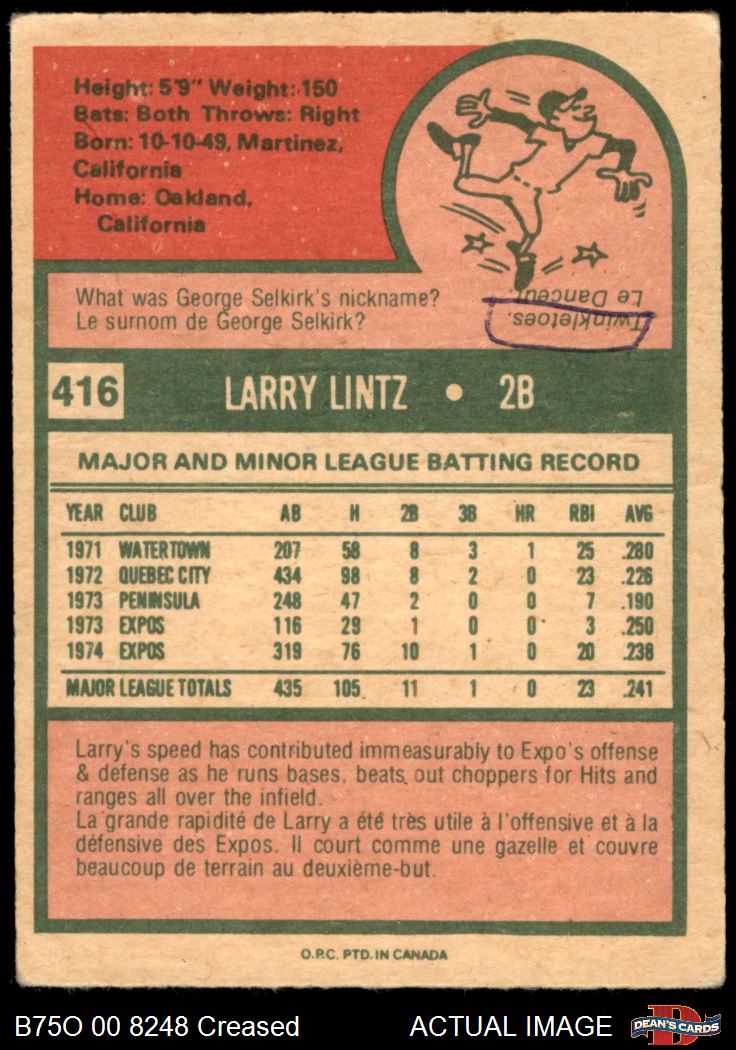 Height: 5'9" Weight: 150
Bats: Both Throws: Right
Born: 10-10-49, Martinez,
California
Home: Oakland,
California
What was George Selkirk's nickname?
Le surnom de George Selkirk?
Twinkletoes.
Le Danceur.
416 LARRY LINTZ • 2B
MAJOR AND MINOR LEAGUE BATTING RECORD
YEAR CLUB AB H 2B 3B HR RBI AVG
1971 WATERTOWN 207 58 8 3 1 25 .280
1972 QUEBEC CITY 434 98 8 2 0 23 .226
1973 PENINSULA 248 47 2 0 0 7 .190
1973 EXPOS 116 29 1 0 0 3 .250
1974 EXPOS 319 76 10 1 0 20 .238
MAJOR LEAGUE TOTALS 435 105 11 1 0 23 .241
Larry's speed has contributed immeasurably to Expo's offense
& defense as he runs bases, beats out choppers for Hits and
ranges all over the infield.
La grande rapidité de Larry a été très utile à l'offensive et à la
défensive des Expos. Il court comme une gazelle et couvre
beaucoup de terrain au deuxième-but.
O.P.C. PTD. IN CANADA
B75O 00 8248 Creased ACTUAL IMAGE D DEAN'S CARDS